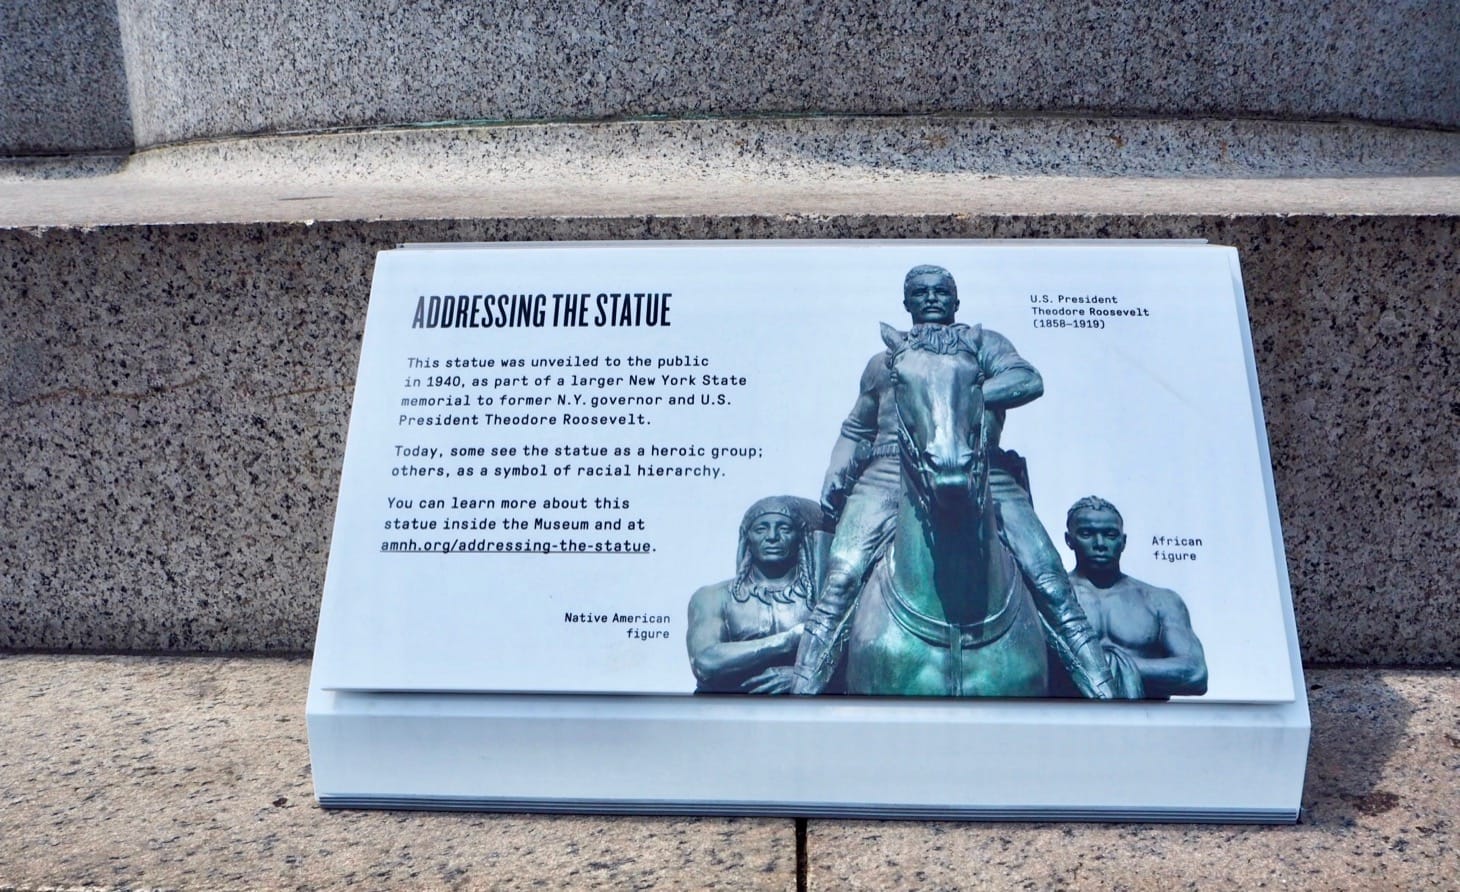 ADDRESSING THE STATUE
This statue was unveiled to the public
in 1940, as part of a larger New York State
memorial to former N.Y. governor and U.S.
President Theodore Roosevelt.
Today, some see the statue as a heroic group;
others, as a symbol of racial hierarchy.
You can learn more about this
statue inside the Museum and at
amnh.org/addressing-the-statue.
U.S. President
Theodore Roosevelt
(1858–1919)
African
figure
Native American
figure